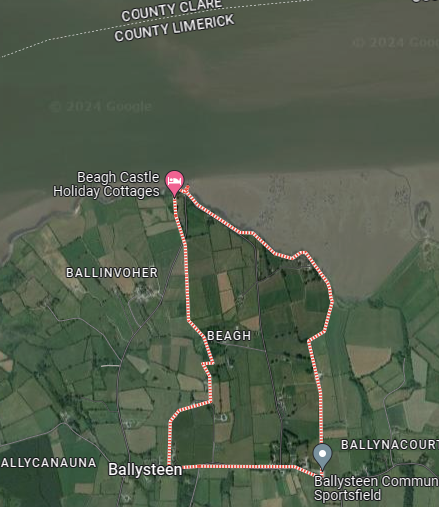 COUNTY CLARE
COUNTY LIMERICK
© 2024 Google
© 2024 Google
Beagh Castle
Holiday Cottages
BALLINVOHER
BEAGH
BALLYNACOURT
ALLYCANAUNA
Ballysteen
Ballysteen Commun
Sportsfield